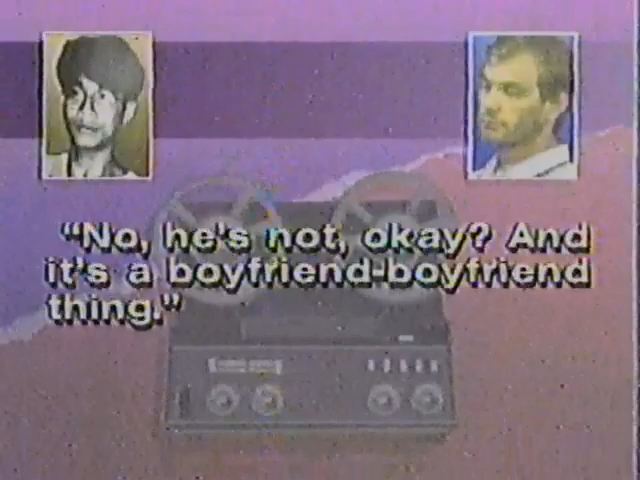 "No, he's not, okay? And
it's a boyfriend-boyfriend
thing."